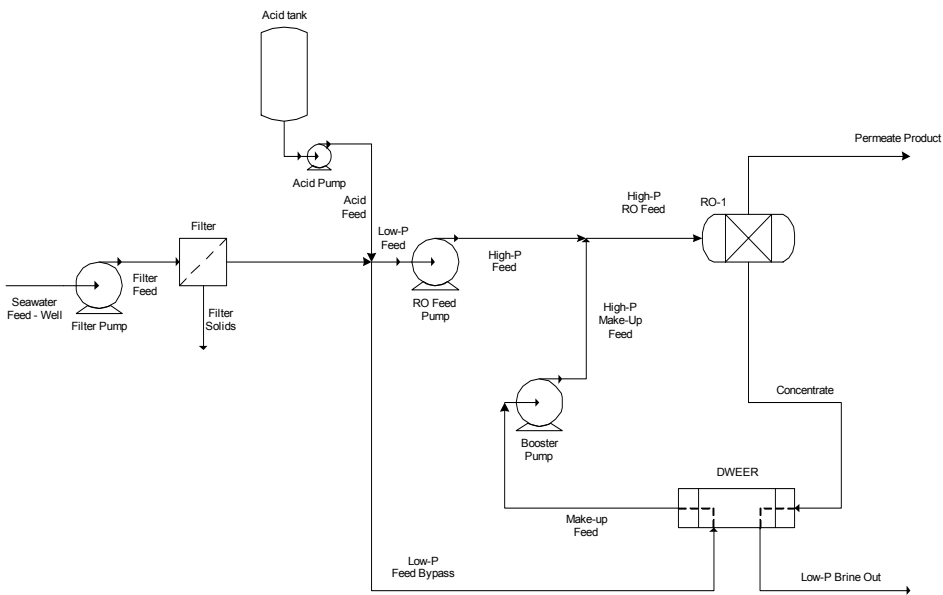 Acid tank
Permeate Product
Acid Pump
Acid
Feed
High-P
RO Feed
RO-1
Filter
Low-P
Feed
High-P
Feed
Filter
Feed
RO Feed
Pump
Seawater
Feed - Well
Filter Pump
Filter
Solids
High-P
Make-Up
Feed
Concentrate
Booster
Pump
DWEER
Make-up
Feed
Low-P
Feed Bypass
Low-P Brine Out